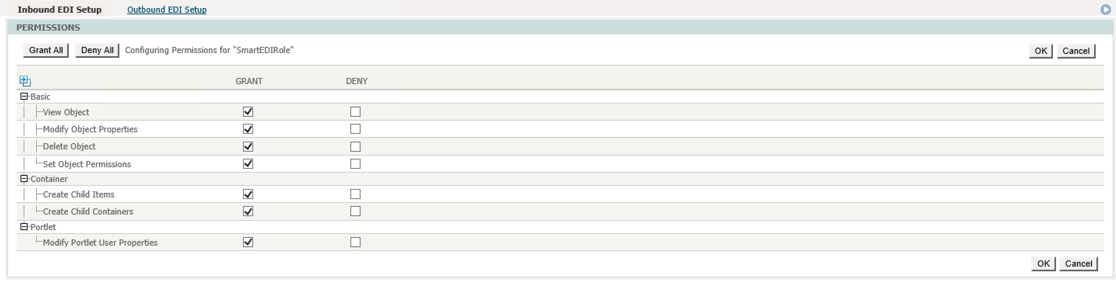 Inbound EDI Setup Outbound EDI Setup
PERMISSIONS
Grant All Deny All Configuring Permissions for "SmartEDIRole" OK Cancel
GRANT DENY
Basic
View Object
Modify Object Properties
Delete Object
Set Object Permissions
Container
Create Child Items
Create Child Containers
Portlet
Modify Portlet User Properties
OK Cancel